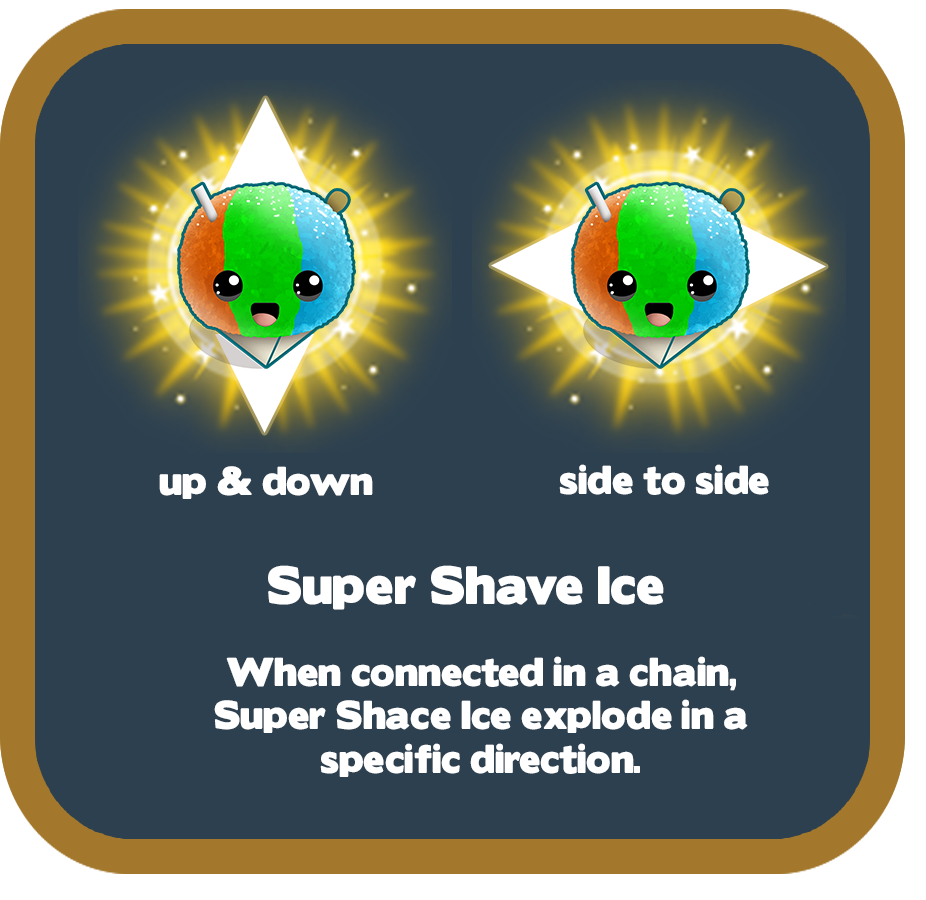 up & down
side to side
Super Shave Ice
When connected in a chain,
Super Shace Ice explode in a
specific direction.